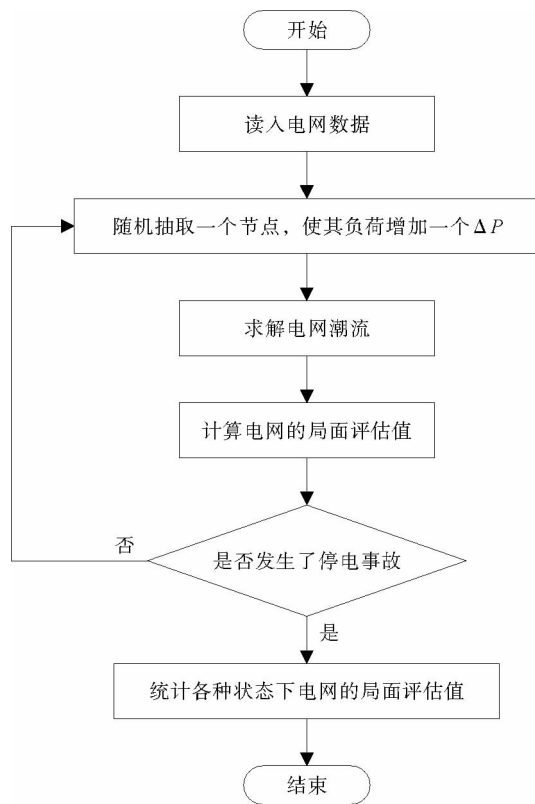 开始
读入电网数据
随机抽取一个节点，使其负荷增加一个ΔP
求解电网潮流
计算电网的局面评估值
是否发生了停电事故
否
是
统计各种状态下电网的局面评估值
结束